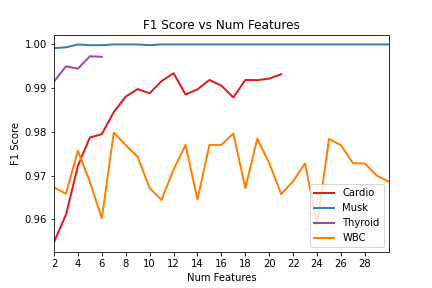 F1 Score vs Num Features
1.00
0.99
0.98
0.97
0.96
F1 Score
2 4 6 8 10 12 14 16 18 20 22 24 26 28
Num Features
Cardio
Musk
Thyroid
WBC